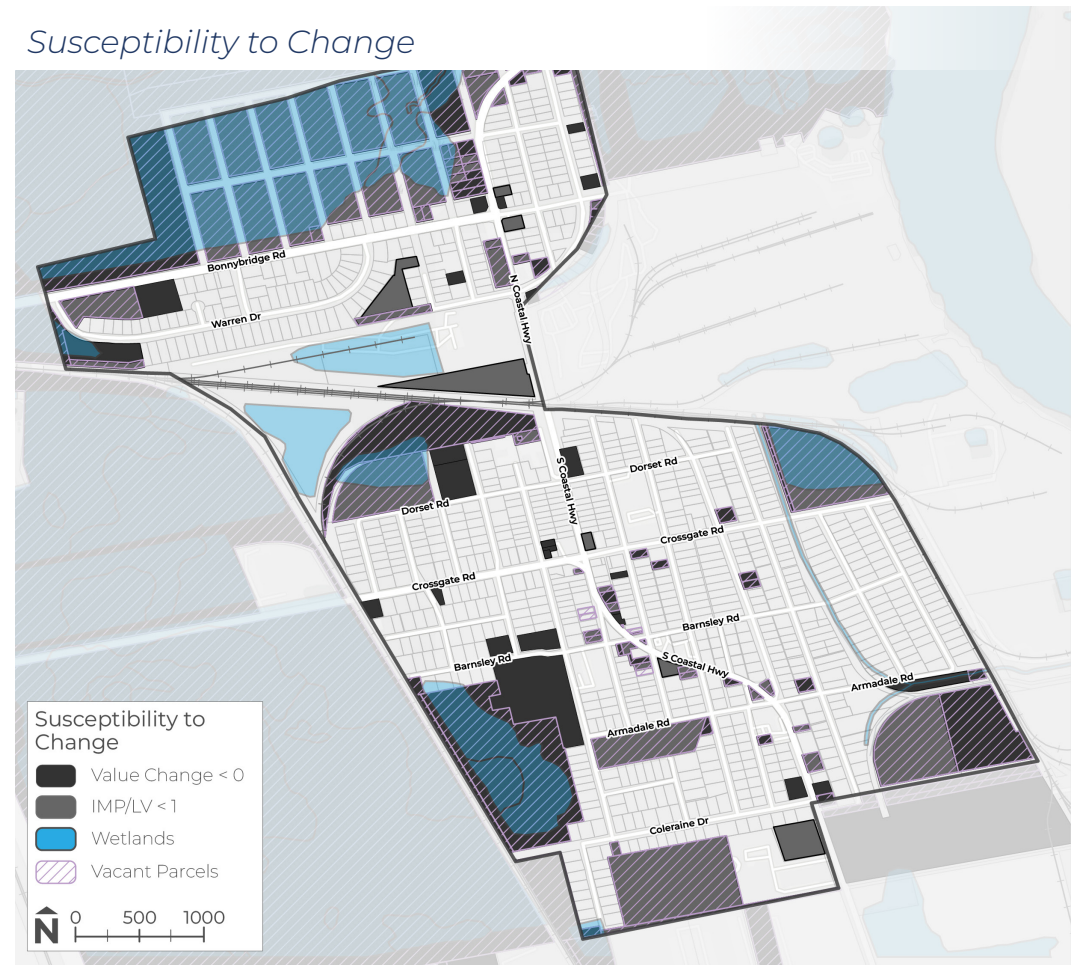 Susceptibility to Change
Bonnybridge Rd
Warren Dr
N Coastal Hwy
S Coastal Hwy
Dorset Rd
Dorset Rd
Crossgate Rd
Crossgate Rd
Barnsley Rd
Barnsley Rd
S Coastal Hwy
Armadale Rd
Armadale Rd
Coleraine Dr
Susceptibility to
Change
Value Change < 0
IMP/LV < 1
Wetlands
Vacant Parcels
N 0 500 1000